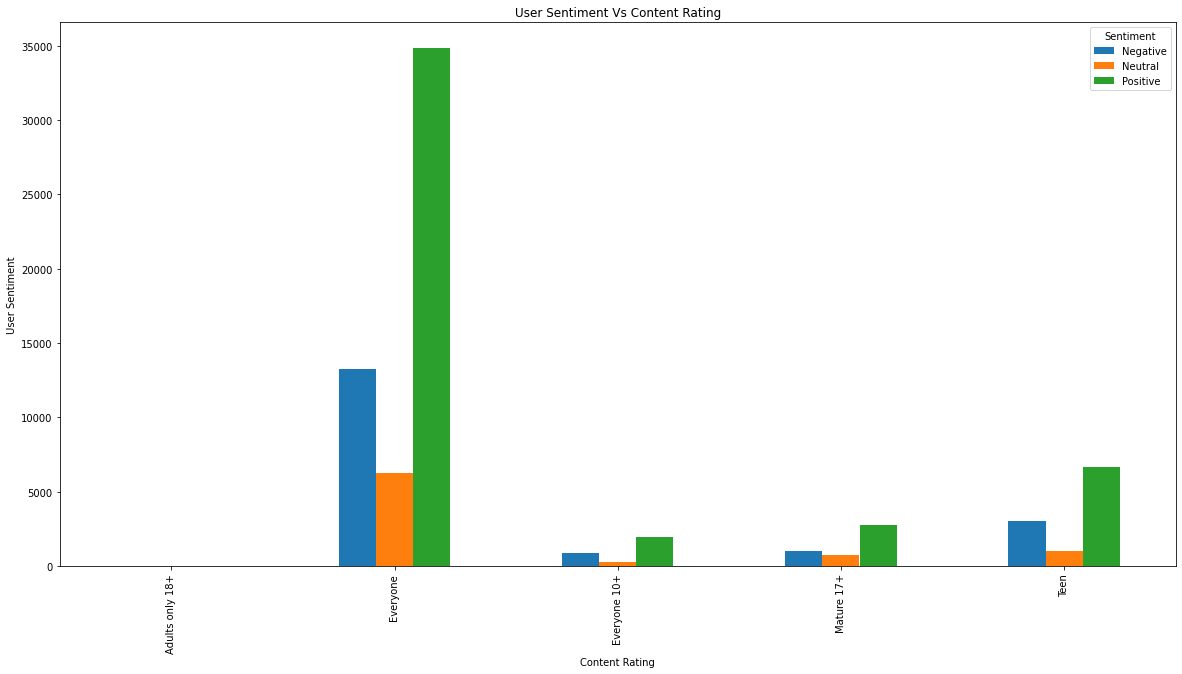 User Sentiment Vs Content Rating
Sentiment
Negative
Neutral
Positive
35000
30000
25000
20000
15000
10000
5000
0
User Sentiment
Adults only 18+
Everyone
Everyone 10+
Mature 17+
Teen
Content Rating